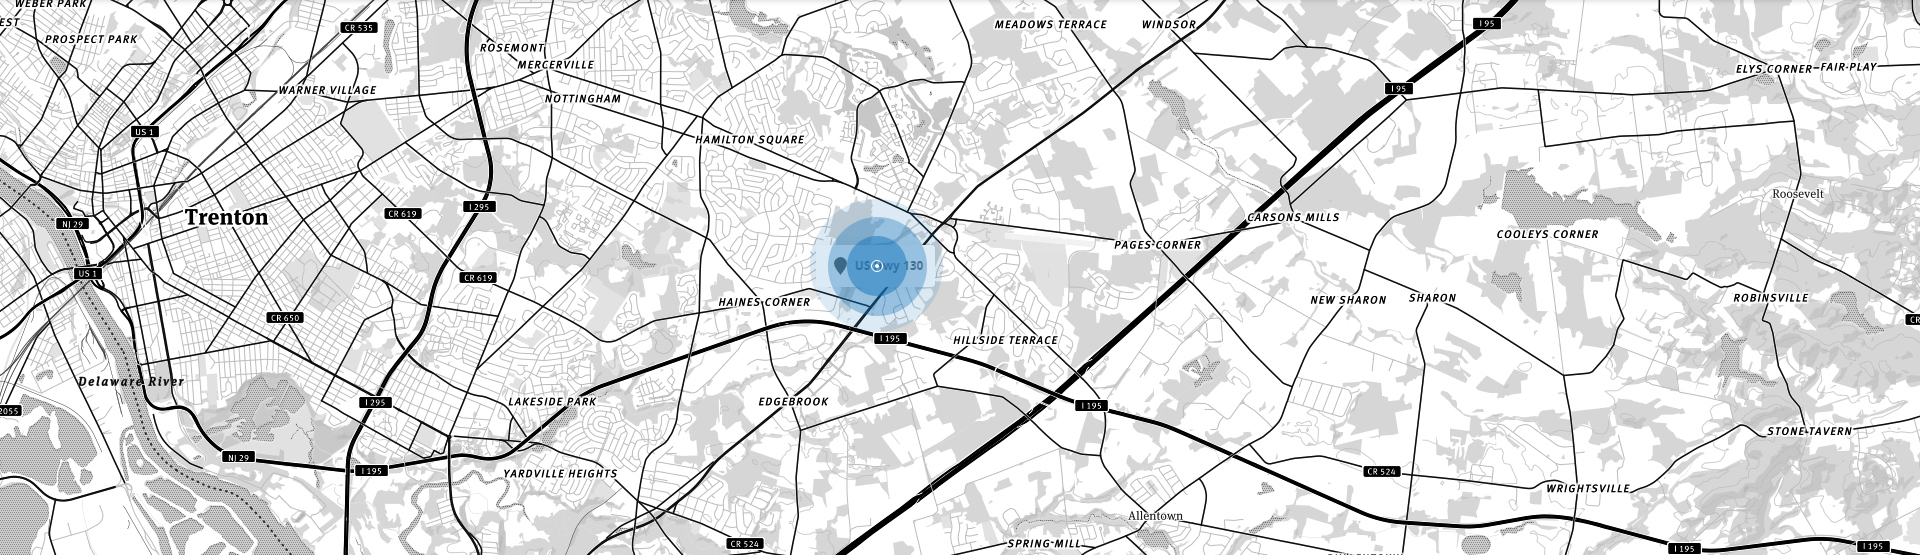 WEBER PARK
EST
PROSPECT PARK
CR 535
ROSEMONT
MERCERVILLE
MEADOWS TERRACE
WINDSOR
I 95
ELYS CORNER
FAIR PLAY
WARNER VILLAGE
NOTTINGHAM
I 95
US 1
HAMILTON SQUARE
Roosevelt
NJ 29
Trenton
CR 619
I 295
CARSONS MILLS
COOLEYS CORNER
PAGES CORNER
US 1
CR 619
US wy 130
HAINES CORNER
NEW SHARON
SHARON
ROBINSVILLE
CR 650
CR
I 195
HILLSIDE TERRACE
Delaware River
I 295
LAKESIDE PARK
EDGEBROOK
I 195
2055
STONE TAVERN
NJ 29
I 195
YARDVILLE HEIGHTS
CR 524
WRIGHTSVILLE
Allentown
CR 524
SPRING MILL
I 195
I 195